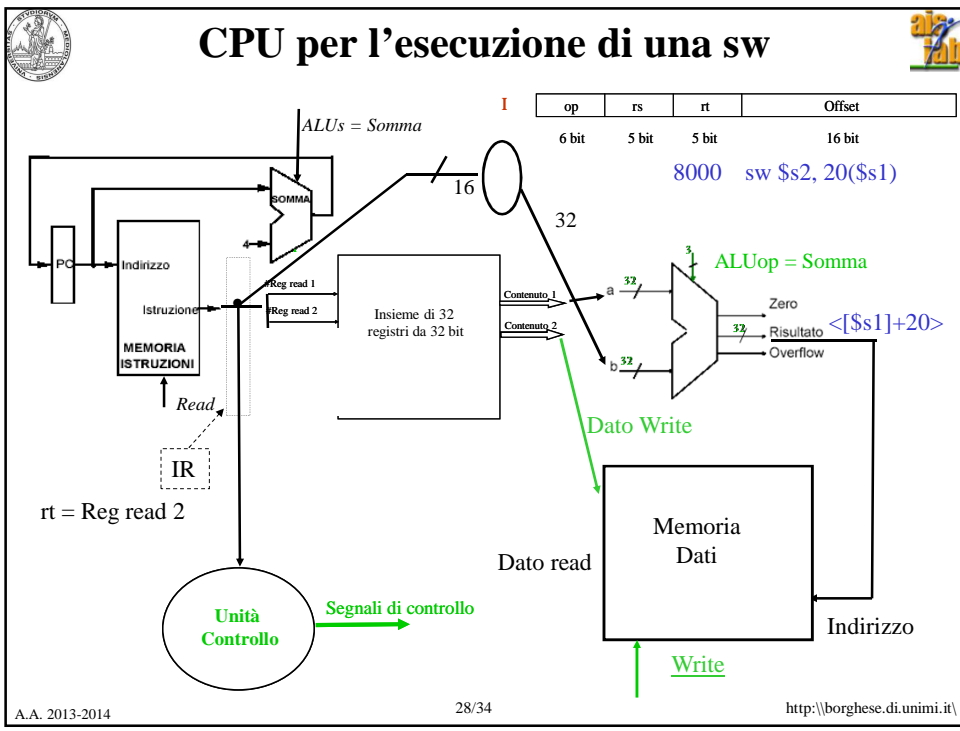 CPU per l'esecuzione di una sw
I op rs rt Offset
6 bit 5 bit 5 bit 16 bit
8000 sw $s2, 20($s1)
ALUs = Somma
SOMMA
4
16
32
PC
Indirizzo
Istruzione
MEMORIA
ISTRUZIONI
Read
IR
rt = Reg read 2
#Reg read 1
#Reg read 2
Insieme di 32
registri da 32 bit
Contenuto 1
Contenuto 2
a 32
b 32
3
ALUop = Somma
Zero
32 Risultato
Overflow
<[$s1]+20>
Dato Write
Memoria
Dati
Dato read
Indirizzo
Write
Unità
Controllo
Segnali di controllo
A.A. 2013-2014
28/34
http:\\borghese.di.unimi.it\